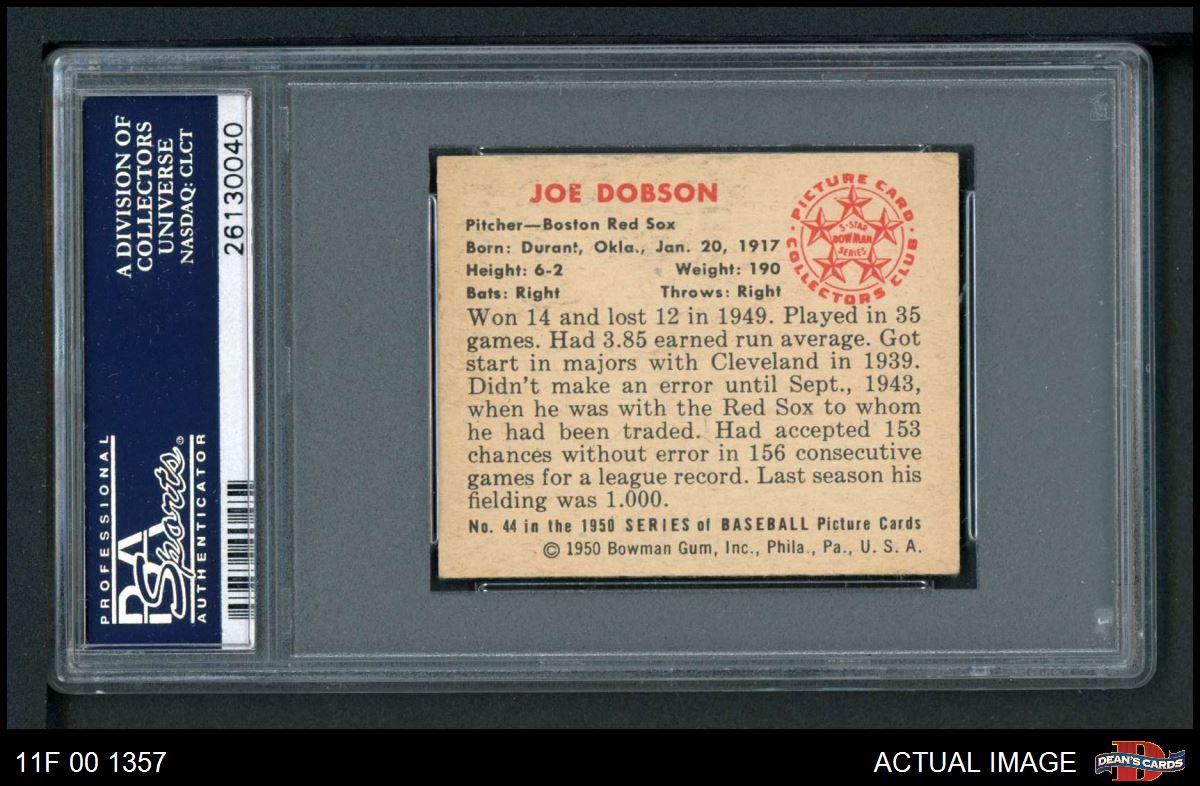 A DIVISION OF
COLLECTORS
UNIVERSE
NASDAQ: CLCT
26130040
PROFESSIONAL
PSA
Sports®
AUTHENTICATOR
JOE DOBSON
Pitcher—Boston Red Sox
Born: Durant, Okla., Jan. 20, 1917
Height: 6-2 Weight: 190
Bats: Right Throws: Right
PICTURE CARD
COLLECTORS CLUB
5-STAR
BOWMAN
SERIES
Won 14 and lost 12 in 1949. Played in 35
games. Had 3.85 earned run average. Got
start in majors with Cleveland in 1939.
Didn't make an error until Sept., 1943,
when he was with the Red Sox to whom
he had been traded. Had accepted 153
chances without error in 156 consecutive
games for a league record. Last season his
fielding was 1.000.
No. 44 in the 1950 SERIES of BASEBALL Picture Cards
© 1950 Bowman Gum, Inc., Phila., Pa., U. S. A.
11F 00 1357
ACTUAL IMAGE
D
DEAN'S CARDS